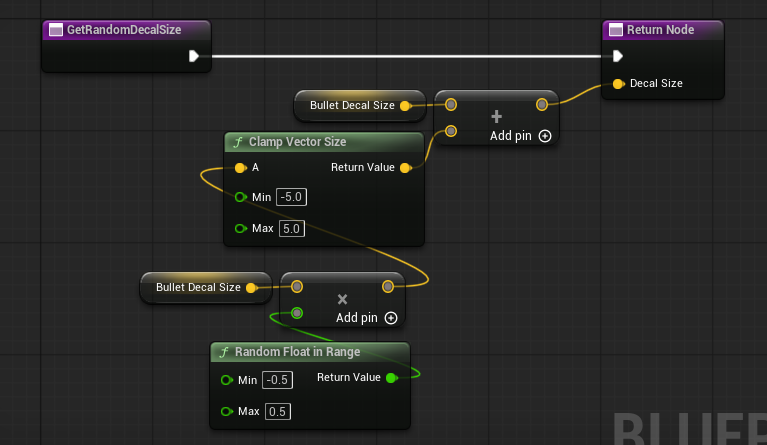 GetRandomDecalSize
Return Node
Decal Size
Bullet Decal Size
+
Add pin
f Clamp Vector Size
A Return Value
Min -5.0
Max 5.0
Bullet Decal Size
×
Add pin
f Random Float in Range
Min -0.5 Return Value
Max 0.5